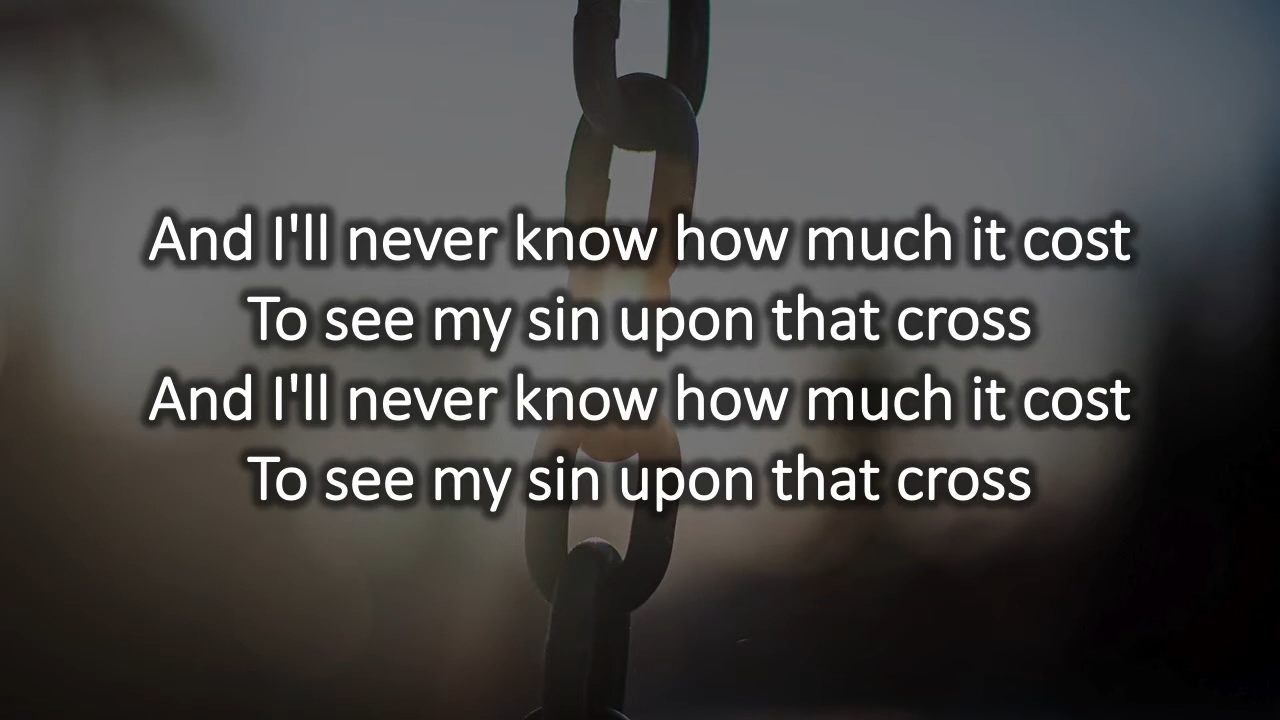 And I'll never know how much it cost
To see my sin upon that cross
And I'll never know how much it cost
To see my sin upon that cross